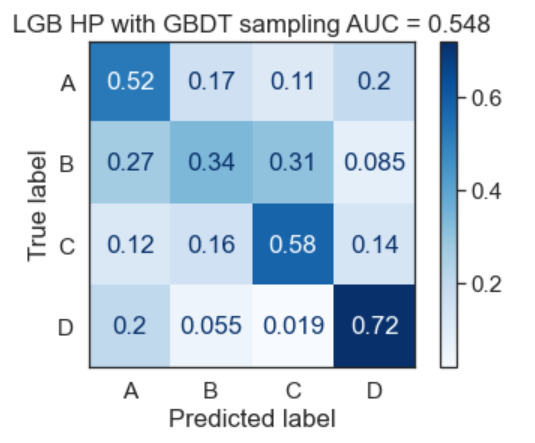 LGB HP with GBDT sampling AUC = 0.548
A 0.52 0.17 0.11 0.2
0.6
B 0.27 0.34 0.31 0.085
0.4
C 0.12 0.16 0.58 0.14
0.2
D 0.2 0.055 0.019 0.72
True label
A B C D
Predicted label